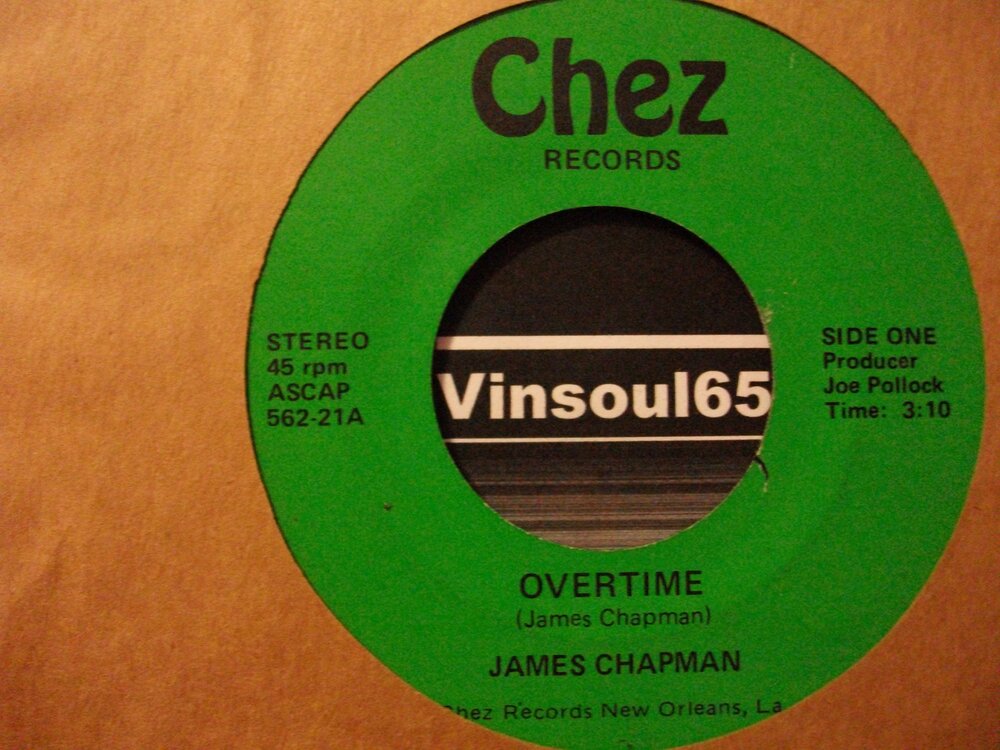 Chez
RECORDS
STEREO
45 rpm
ASCAP
562-21A
SIDE ONE
Producer
Joe Pollock
Time: 3:10
Vinsoul65
OVERTIME
(James Chapman)
JAMES CHAPMAN
Chez Records New Orleans, La